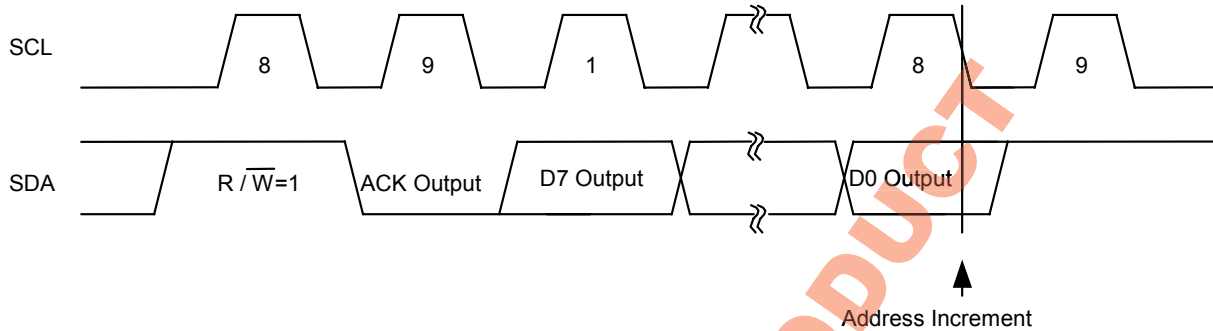 SCL
8 9 1 8 9
SDA
R / W=1 ACK Output D7 Output D0 Output
Address Increment
ODUCT